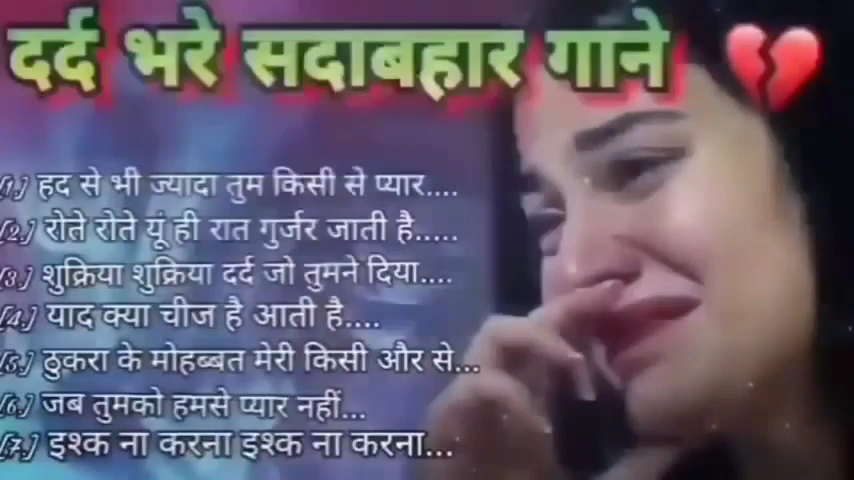 दर्द भरे सदाबहार गाने
[1.] हद से भी ज्यादा तुम किसी से प्यार....
[2.] रोते रोते यूं ही रात गुर्जर जाती है.....
[3.] शुक्रिया शुक्रिया दर्द जो तुमने दिया....
[4.] याद क्या चीज है आती है....
[5.] ठुकरा के मोहब्बत मेरी किसी और से...
[6.] जब तुमको हमसे प्यार नहीं...
[7.] इश्क ना करना इश्क ना करना...